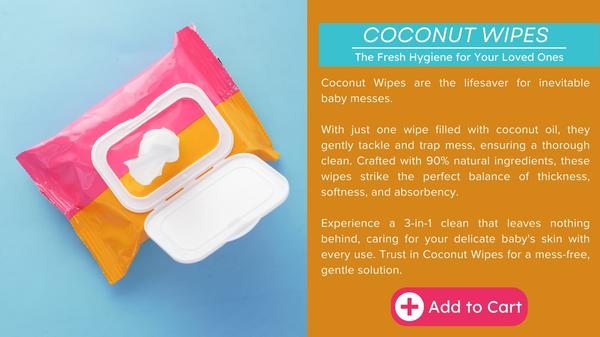 COCONUT WIPES
The Fresh Hygiene for Your Loved Ones
Coconut Wipes are the lifesaver for inevitable
baby messes.
With just one wipe filled with coconut oil, they
gently tackle and trap mess, ensuring a thorough
clean. Crafted with 90% natural ingredients, these
wipes strike the perfect balance of thickness,
softness, and absorbency.
Experience a 3-in-1 clean that leaves nothing
behind, caring for your delicate baby's skin with
every use. Trust in Coconut Wipes for a mess-free,
gentle solution.
Add to Cart